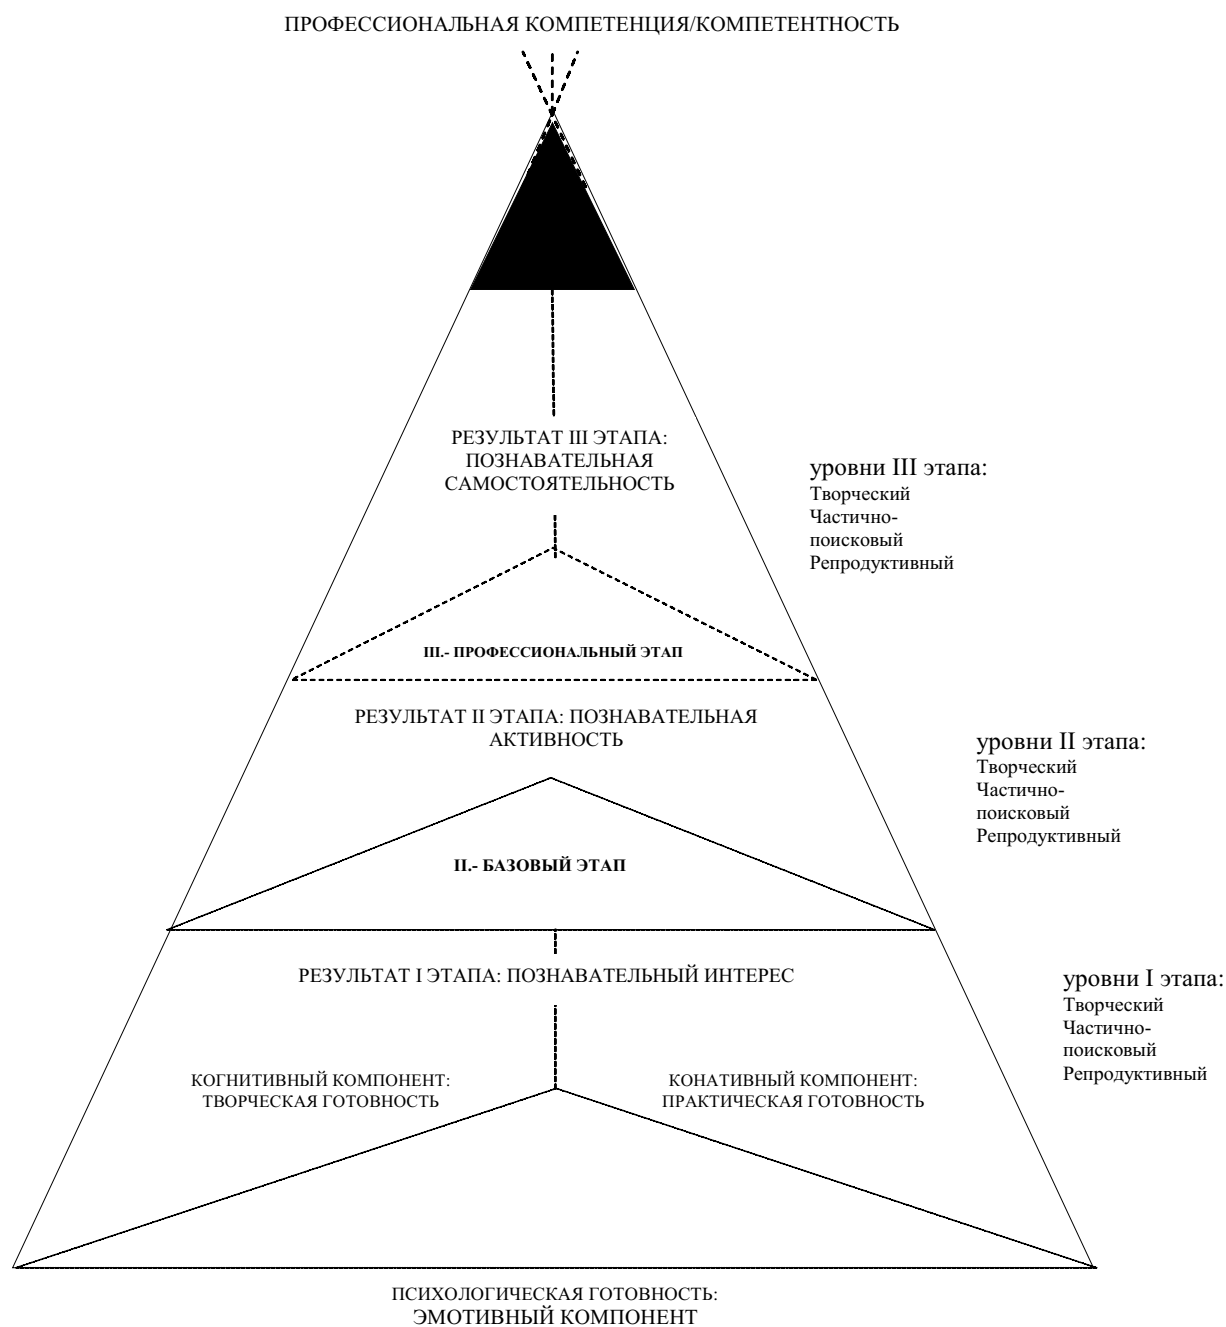 ПРОФЕССИОНАЛЬНАЯ КОМПЕТЕНЦИЯ/КОМПЕТЕНТНОСТЬ
РЕЗУЛЬТАТ III ЭТАПА:
ПОЗНАВАТЕЛЬНАЯ
САМОСТОЯТЕЛЬНОСТЬ
уровни III этапа:
Творческий
Частично-
поисковый
Репродуктивный
III.- ПРОФЕССИОНАЛЬНЫЙ ЭТАП
РЕЗУЛЬТАТ II ЭТАПА: ПОЗНАВАТЕЛЬНАЯ
АКТИВНОСТЬ
уровни II этапа:
Творческий
Частично-
поисковый
Репродуктивный
II.- БАЗОВЫЙ ЭТАП
РЕЗУЛЬТАТ I ЭТАПА: ПОЗНАВАТЕЛЬНЫЙ ИНТЕРЕС
уровни I этапа:
Творческий
Частично-
поисковый
Репродуктивный
КОГНИТИВНЫЙ КОМПОНЕНТ:
ТВОРЧЕСКАЯ ГОТОВНОСТЬ
КОНАТИВНЫЙ КОМПОНЕНТ:
ПРАКТИЧЕСКАЯ ГОТОВНОСТЬ
ПСИХОЛОГИЧЕСКАЯ ГОТОВНОСТЬ:
ЭМОТИВНЫЙ КОМПОНЕНТ